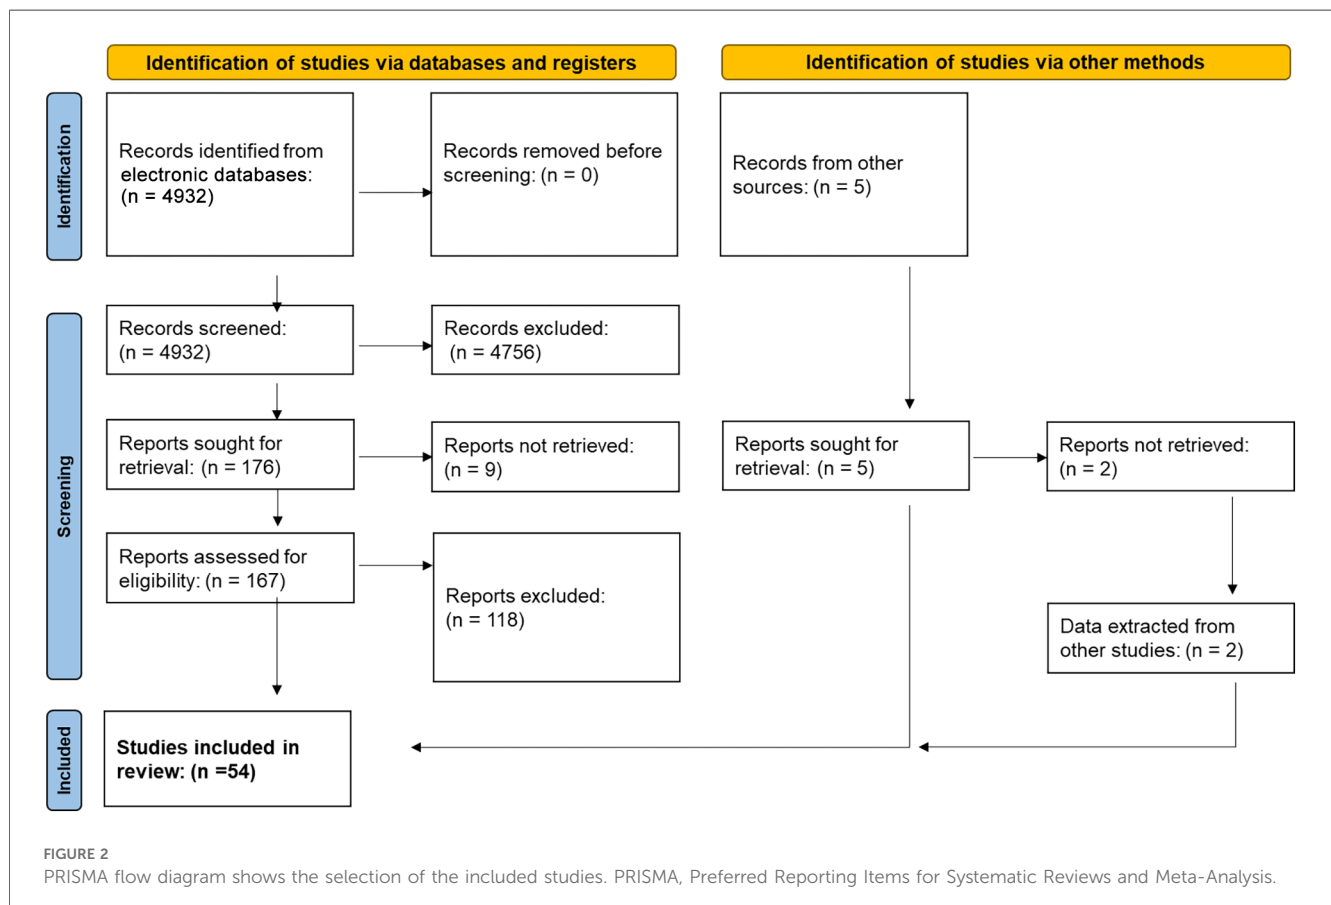 Identification of studies via databases and registers
Identification of studies via other methods
Identification
Records identified from
electronic databases:
(n = 4932)
Records removed before
screening: (n = 0)
Records from other
sources: (n = 5)
Screening
Records screened:
(n = 4932)
Records excluded:
(n = 4756)
Reports sought for
retrieval: (n = 176)
Reports not retrieved:
(n = 9)
Reports sought for
retrieval: (n = 5)
Reports not retrieved:
(n = 2)
Reports assessed for
eligibility: (n = 167)
Reports excluded:
(n = 118)
Data extracted from
other studies: (n = 2)
Included
Studies included in
review: (n =54)
FIGURE 2
PRISMA flow diagram shows the selection of the included studies. PRISMA, Preferred Reporting Items for Systematic Reviews and Meta-Analysis.